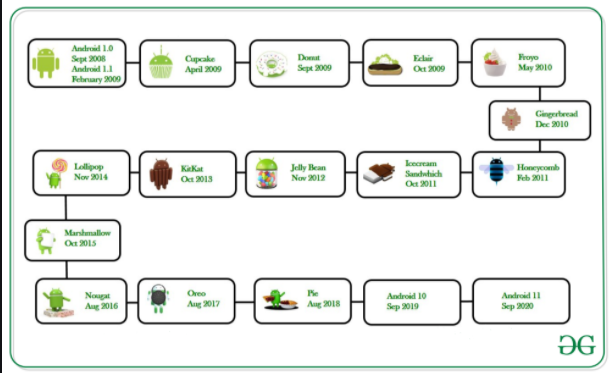 Android 1.0
Sept 2008
Android 1.1
February 2009
Cupcake
April 2009
Donut
Sept 2009
Eclair
Oct 2009
Froyo
May 2010
Gingerbread
Dec 2010
Honeycomb
Feb 2011
Icecream
Sandwhich
Oct 2011
Jelly Bean
Nov 2012
KitKat
Oct 2013
Lollipop
Nov 2014
Marshmallow
Oct 2015
Nougat
Aug 2016
Oreo
Aug 2017
Pie
Aug 2018
Android 10
Sep 2019
Android 11
Sep 2020